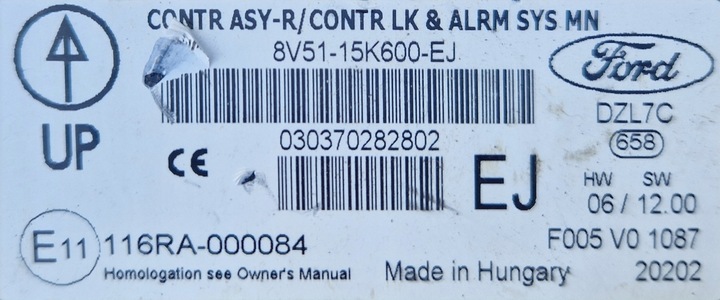 CONTR ASY-R/CONTR LK & ALRM SYS MN
8V51-15K600-EJ
Ford
UP
DZL7C
030370282802
658
CE
EJ
HW SW
06 / 12.00
E11 116RA-000084
F005 V0 1087
Homologation see Owner's Manual
Made in Hungary
20202